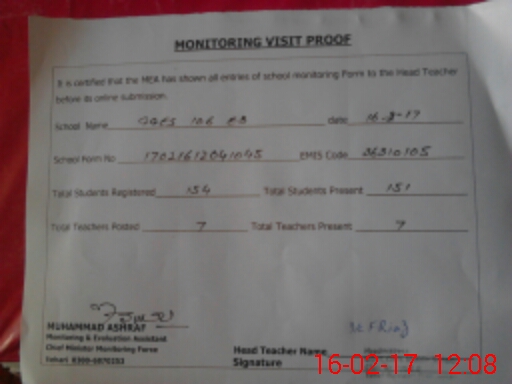 MONITORING VISIT PROOF
It is certified that the MEA has shown all entries of school monitoring Form to the Head Teacher
before its online submission.
School Name GGES 106 EB date 16-2-17
School Form No 17021612041045 EMIS Code 36310105
Total Students Registered 154 Total Students Present 151
Total Teachers Posted 7 Total Teachers Present 7
MUHAMMAD ASHRAF
Monitoring & Evaluation Assistant
Chief Minister Monitoring Force
Head Teacher Name
Signature
16-02-17 12:08